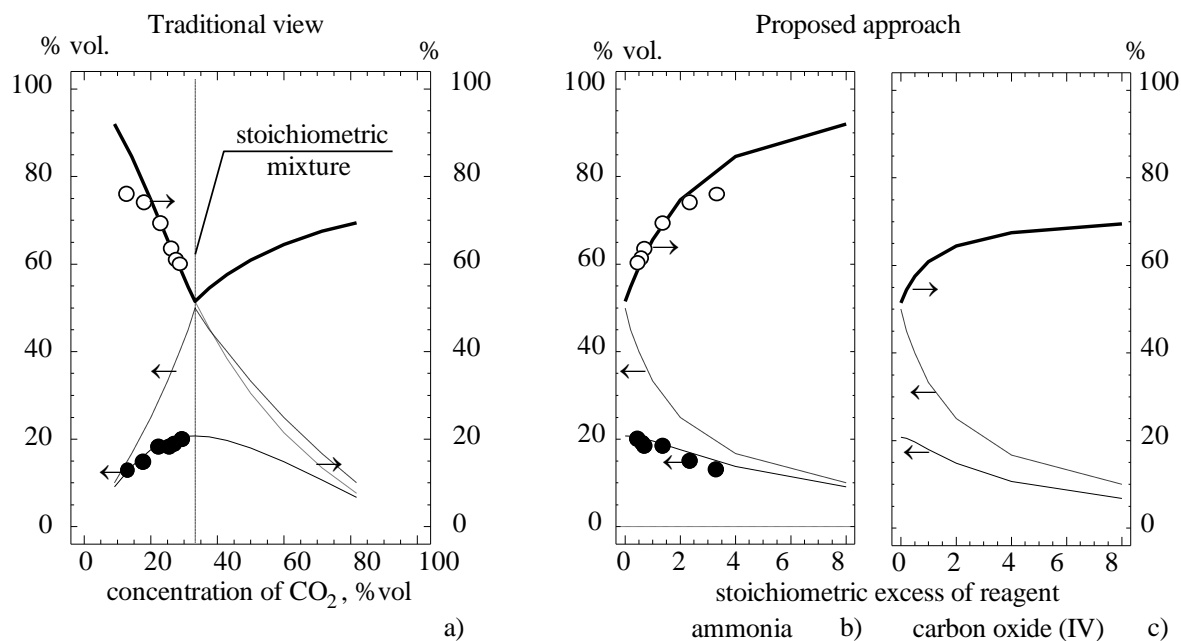 Traditional view
Proposed approach
% vol.
%
% vol.
%
100
100
100
100
80
80
80
80
60
60
60
60
40
40
40
40
20
20
20
20
0
0
0
0
stoichiometric
mixture
0 20 40 60 80 100
0 2 4 6 8
0 2 4 6 8
concentration of CO₂ , % vol
stoichiometric excess of reagent
a)
ammonia b)
carbon oxide (IV) c)